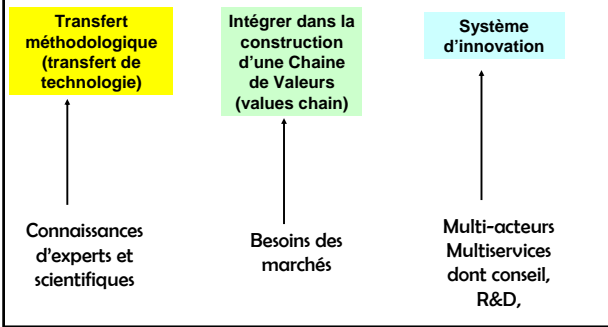 Transfert
méthodologique
(transfert de
technologie)
Intégrer dans la
construction
d'une Chaine
de Valeurs
(values chain)
Système
d'innovation
Connaissances
d'experts et
scientifiques
Besoins des
marchés
Multi-acteurs
Multiservices
dont conseil,
R&D,